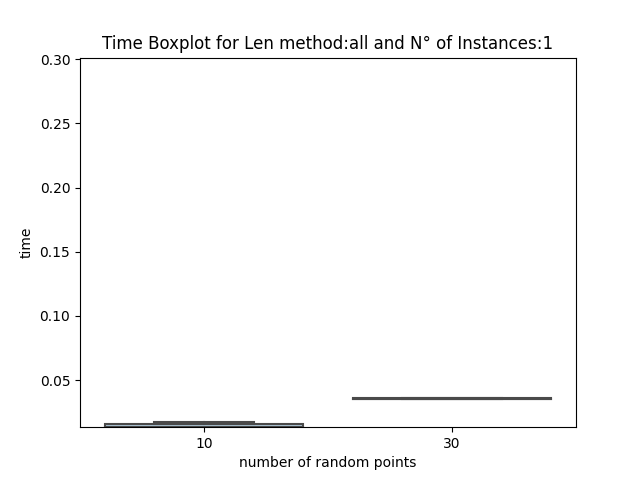 Time Boxplot for Len method:all and N° of Instances:1
0.30
0.25
0.20
0.15
0.10
0.05
time
10 30
number of random points